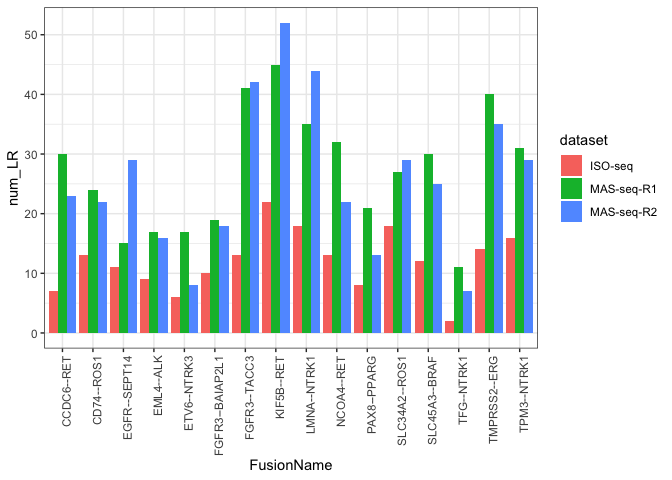 50
40
30
20
10
0
num_LR
CCDC6--RET
CD74--ROS1
EGFR--SEPT14
EML4--ALK
ETV6--NTRK3
FGFR3--BAIAP2L1
FGFR3--TACC3
KIF5B--RET
LMNA--NTRK1
NCOA4--RET
PAX8--PPARG
SLC34A2--ROS1
SLC45A3--BRAF
TFG--NTRK1
TMPRSS2--ERG
TPM3--NTRK1
FusionName
dataset
ISO-seq
MAS-seq-R1
MAS-seq-R2